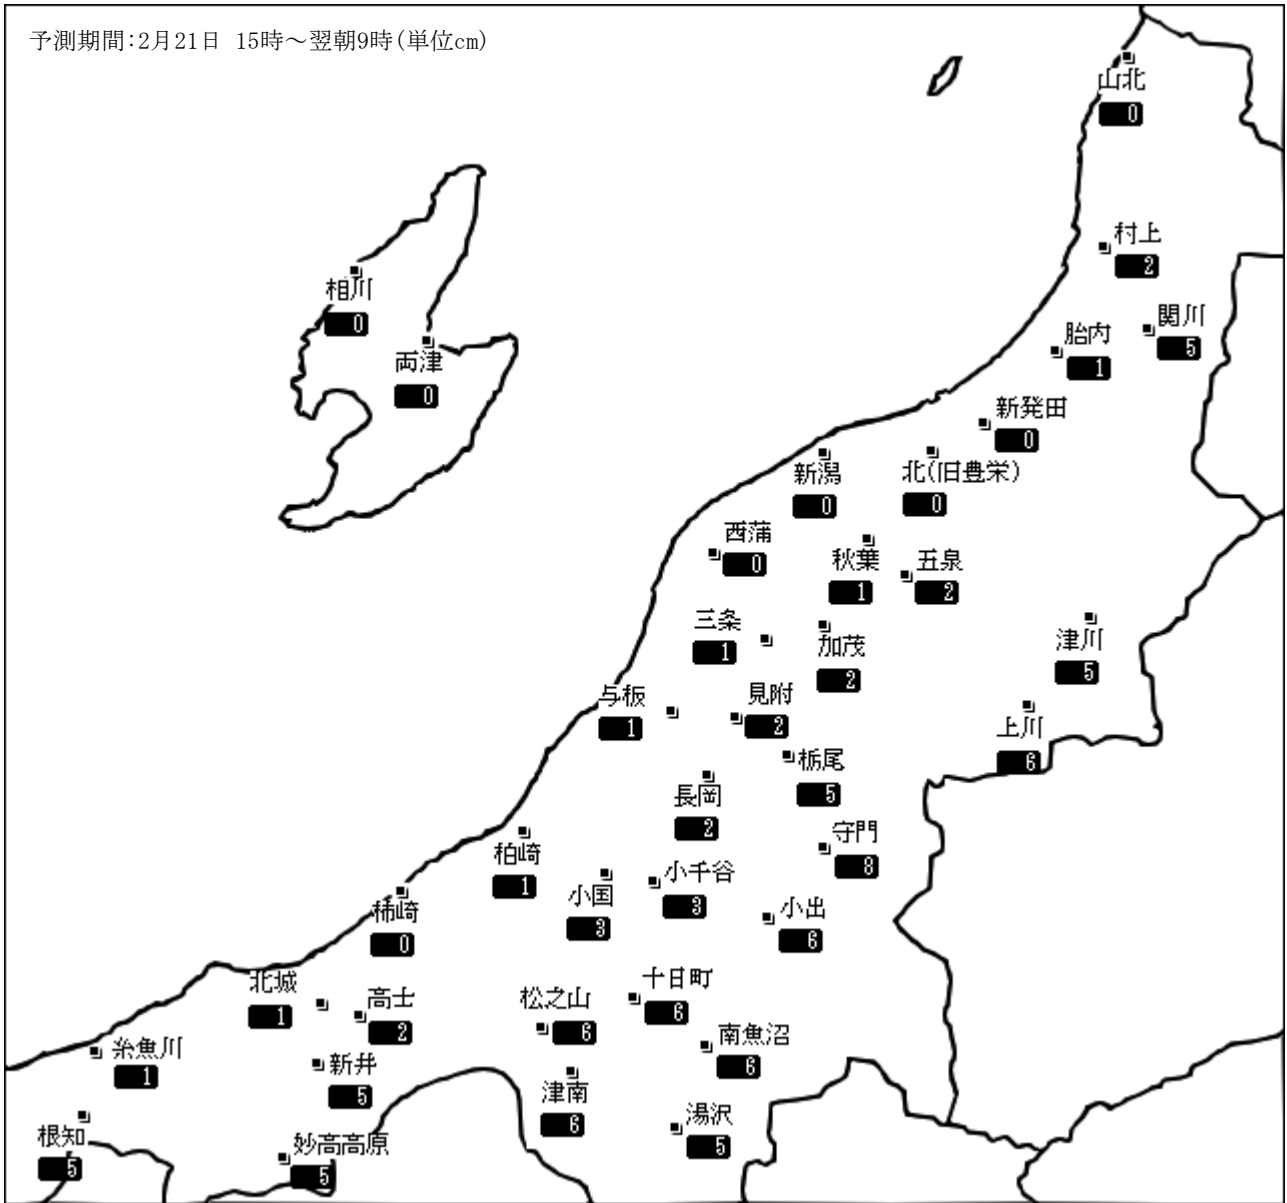 予測期間:2月21日 15時～翌朝9時(単位cm)
山北
0
村上
2
相川
0
関川
5
胎内
1
両津
0
新発田
0
新潟
0
北(旧豊栄)
0
西蒲
0
秋葉
1
五泉
2
三条
1
加茂
2
津川
5
与板
1
見附
2
上川
6
栃尾
5
長岡
2
守門
8
柏崎
1
小千谷
3
小国
3
柿崎
0
小出
6
北城
1
高士
2
松之山
6
十日町
6
南魚沼
6
糸魚川
1
新井
5
津南
6
湯沢
5
根知
5
妙高高原
5